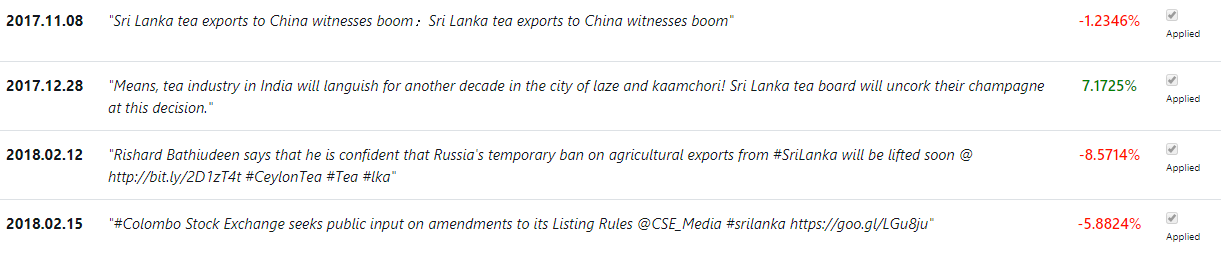 2017.11.08 "Sri Lanka tea exports to China witnesses boom：Sri Lanka tea exports to China witnesses boom" -1.2346% Applied
2017.12.28 "Means, tea industry in India will languish for another decade in the city of laze and kaamchori! Sri Lanka tea board will uncork their champagne
at this decision." 7.1725% Applied
2018.02.12 "Rishard Bathiudeen says that he is confident that Russia's temporary ban on agricultural exports from #SriLanka will be lifted soon @
http://bit.ly/2D1zT4t #CeylonTea #Tea #lka" -8.5714% Applied
2018.02.15 "#Colombo Stock Exchange seeks public input on amendments to its Listing Rules @CSE_Media #srilanka https://goo.gl/LGu8ju" -5.8824% Applied